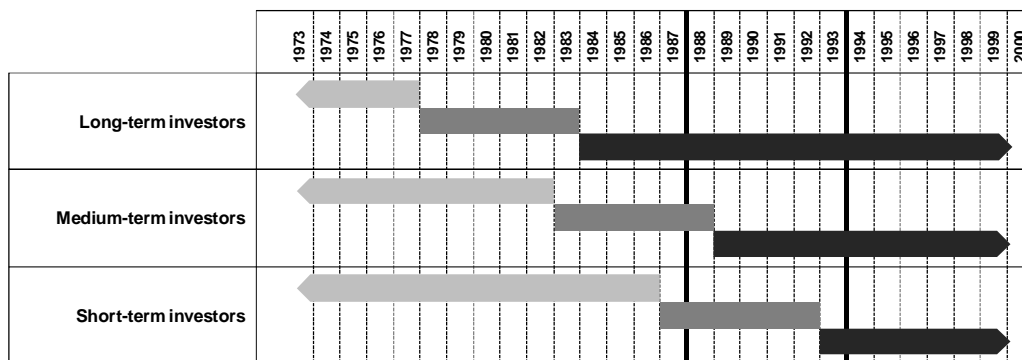 1973 1974 1975 1976 1977 1978 1979 1980 1981 1982 1983 1984 1985 1986 1987 1988 1989 1990 1991 1992 1993 1994 1995 1996 1997 1998 1999 2000
Long-term investors
Medium-term investors
Short-term investors